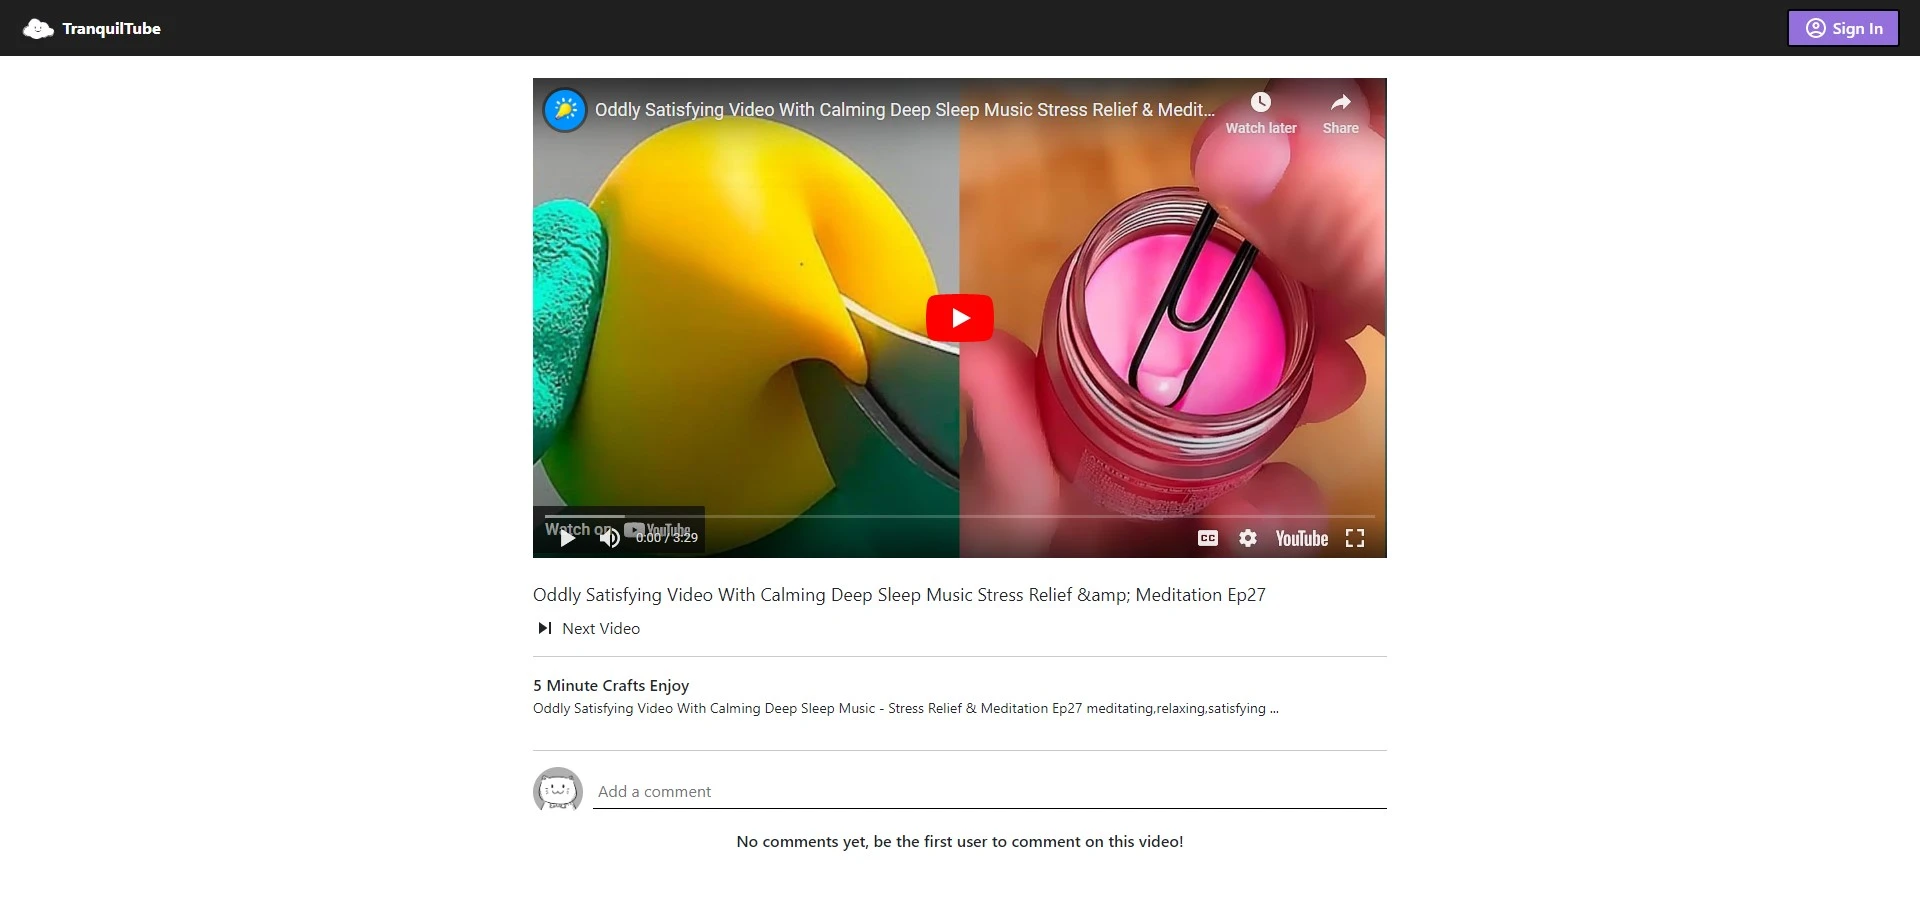 TranquilTube
Sign In
Oddly Satisfying Video With Calming Deep Sleep Music Stress Relief & Medit...
Watch later
Share
Watch on YouTube
0:00 / 3:29
CC
YouTube
Oddly Satisfying Video With Calming Deep Sleep Music Stress Relief &amp; Meditation Ep27
Next Video
5 Minute Crafts Enjoy
Oddly Satisfying Video With Calming Deep Sleep Music - Stress Relief & Meditation Ep27 meditating,relaxing,satisfying ...
Add a comment
No comments yet, be the first user to comment on this video!